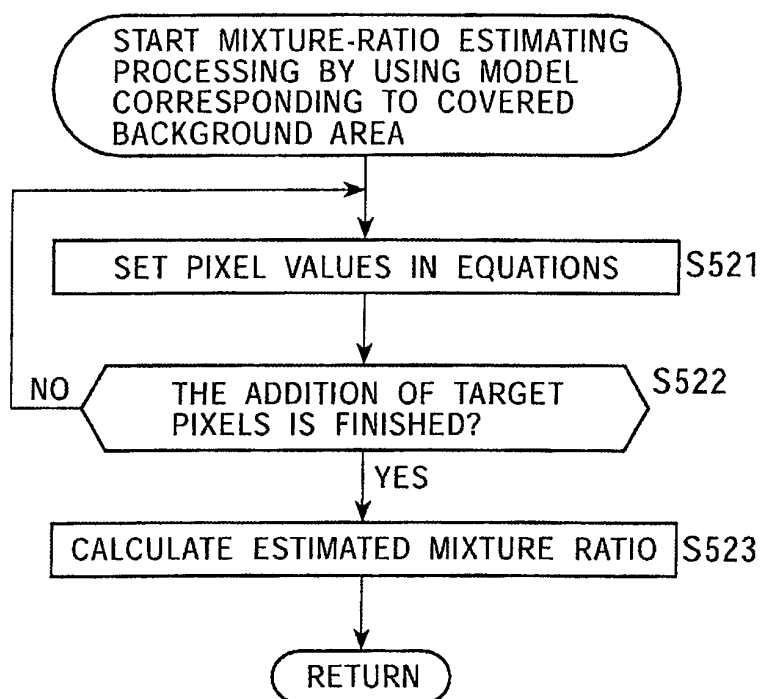 START MIXTURE-RATIO ESTIMATING
PROCESSING BY USING MODEL
CORRESPONDING TO COVERED
BACKGROUND AREA
SET PIXEL VALUES IN EQUATIONS
S521
THE ADDITION OF TARGET
PIXELS IS FINISHED?
S522
NO
YES
CALCULATE ESTIMATED MIXTURE RATIO
S523
RETURN